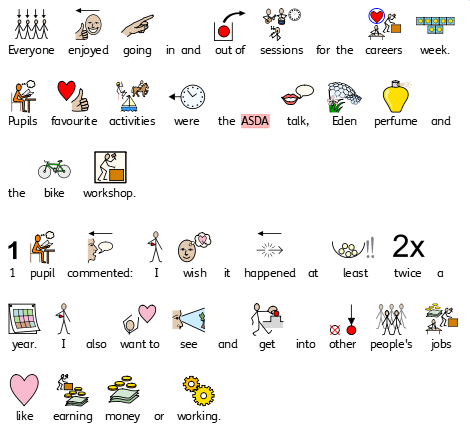 Everyone enjoyed going in and out of sessions for the careers week.
Pupils favourite activities were the ASDA talk, Eden perfume and
the bike workshop.
1 2x
1 pupil commented: I wish it happened at least twice a
year. I also want to see and get into other people's jobs
like earning money or working.